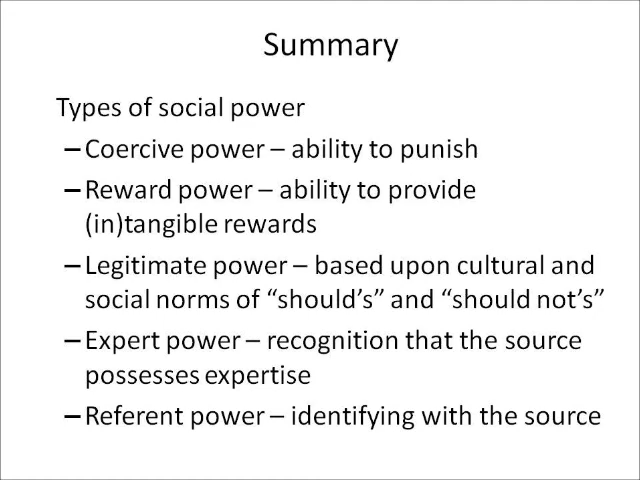 Summary
Types of social power
– Coercive power – ability to punish
– Reward power – ability to provide
(in)tangible rewards
– Legitimate power – based upon cultural and
social norms of “should’s” and “should not’s”
– Expert power – recognition that the source
possesses expertise
– Referent power – identifying with the source